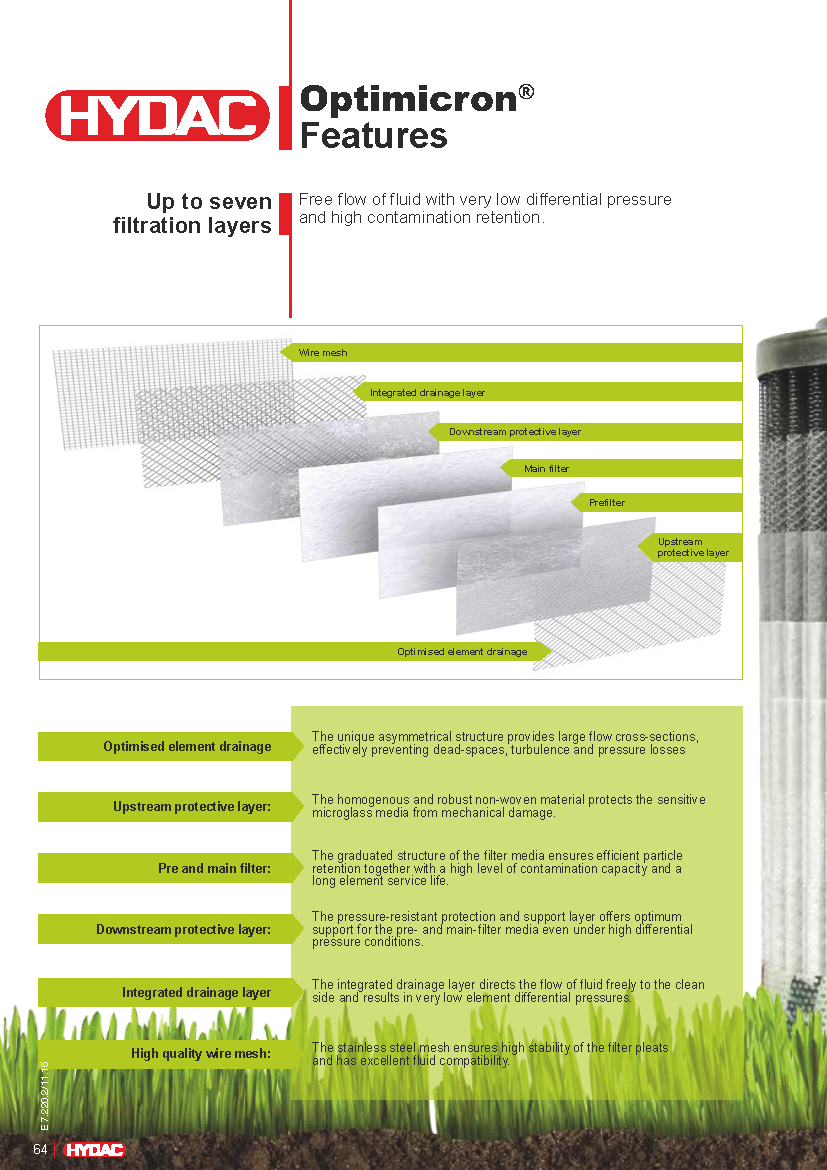 HYDAC
Optimicron®
Features
Up to seven
filtration layers
Free flow of fluid with very low differential pressure
and high contamination retention.
Wire mesh
Integrated drainage layer
Downstream protective layer
Main filter
Prefilter
Upstream
protective layer
Optimised element drainage
Optimised element drainage
The unique asymmetrical structure provides large flow cross-sections,
effectively preventing dead-spaces, turbulence and pressure losses
Upstream protective layer:
The homogenous and robust non-woven material protects the sensitive
microglass media from mechanical damage.
Pre and main filter:
The graduated structure of the filter media ensures efficient particle
retention together with a high level of contamination capacity and a
long element service life.
Downstream protective layer:
The pressure-resistant protection and support layer offers optimum
support for the pre- and main-filter media even under high differential
pressure conditions.
Integrated drainage layer
The integrated drainage layer directs the flow of fluid freely to the clean
side and results in very low element differential pressures.
High quality wire mesh:
The stainless steel mesh ensures high stability of the filter pleats
and has excellent fluid compatibility.
E 7.220.2/11.16
64
HYDAC